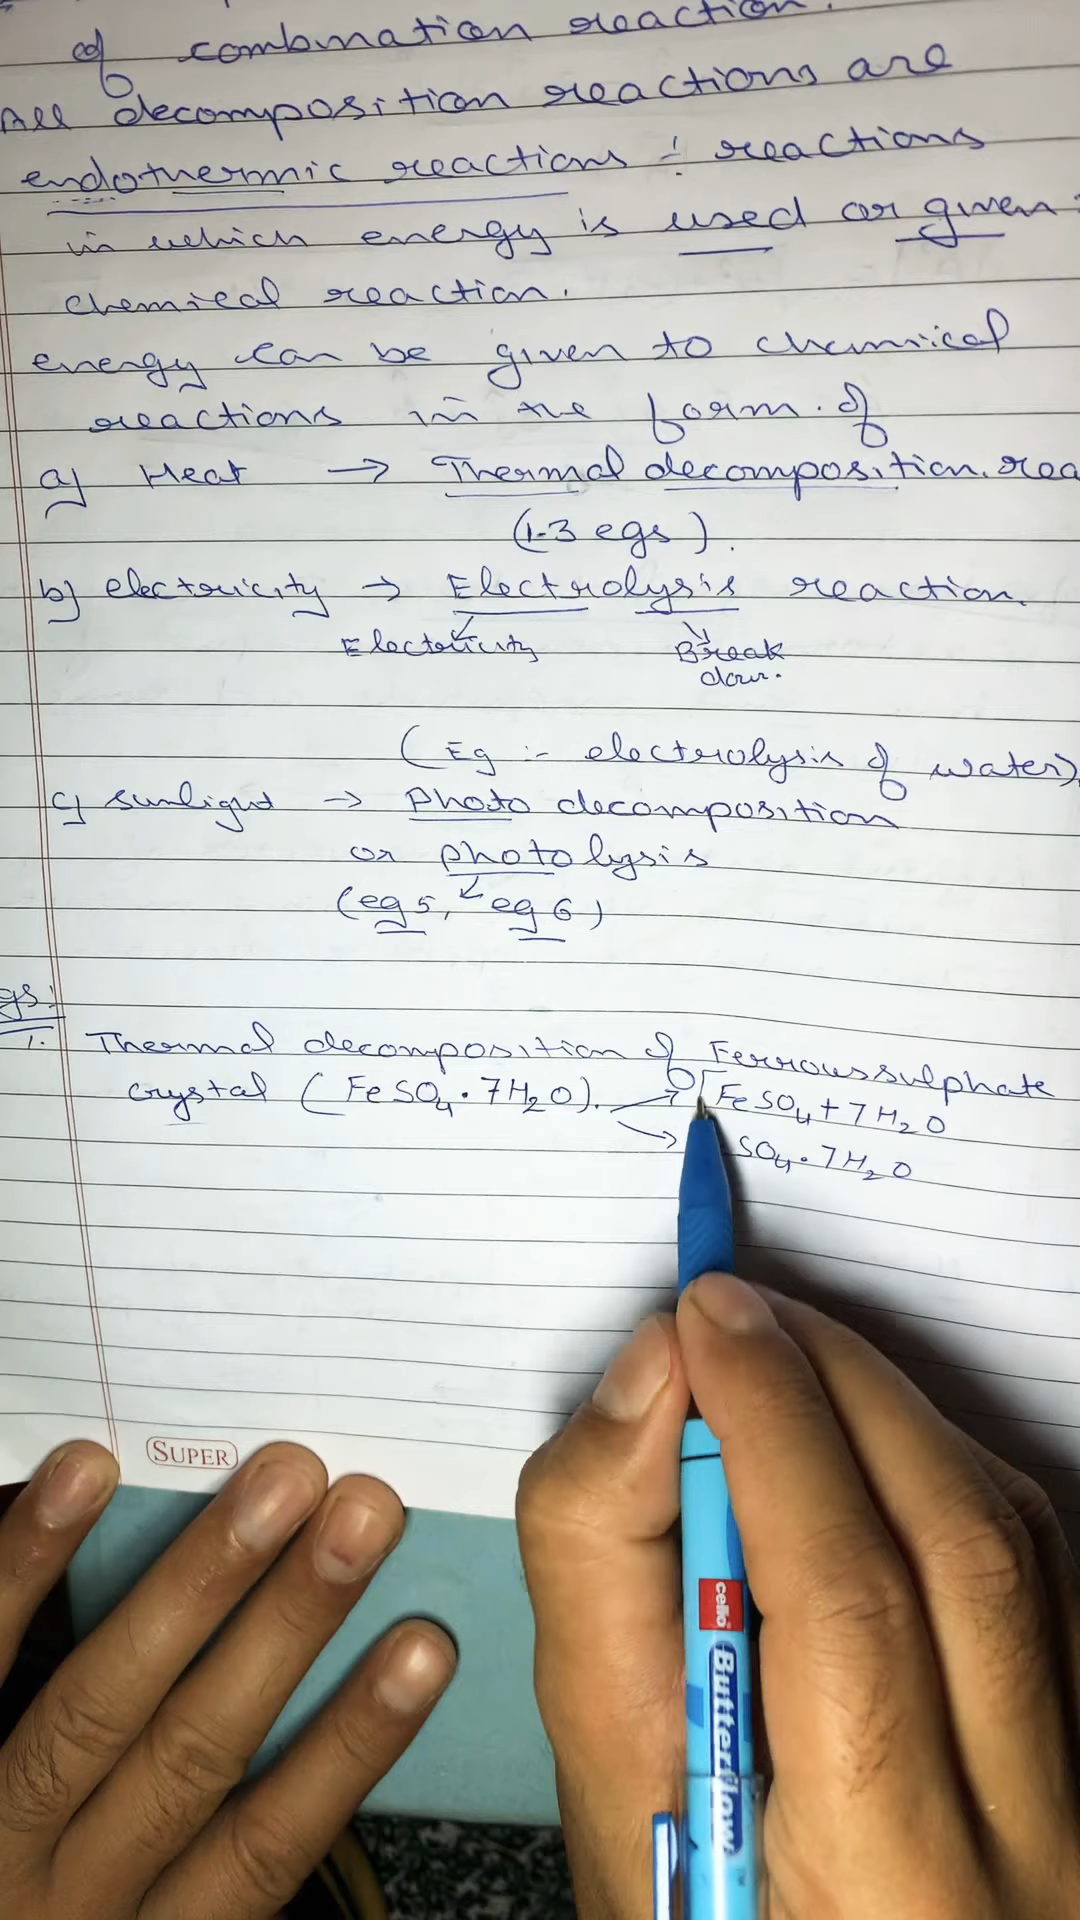 of combination reaction.
All decomposition reactions are
endothermic reactions ÷ reactions
in which energy is used or given
chemical reaction.
energy can be given to chemical
reactions in the form. of
a) Heat → Thermal decomposition. rea
(1-3 egs).
b) electricity → Electrolysis reaction.
Electricity Break
down.
(Eg :- electrolysis of water),
c) sunlight → Photo decomposition
or photolysis
(eg 5, eg 6)
gs:
1. Thermal decomposition of Ferrous sulphate
crystal (FeSO4.7H2O). → FeSO4+7H2O
→ SO4.7H2O
SUPER
cello
Butterflow